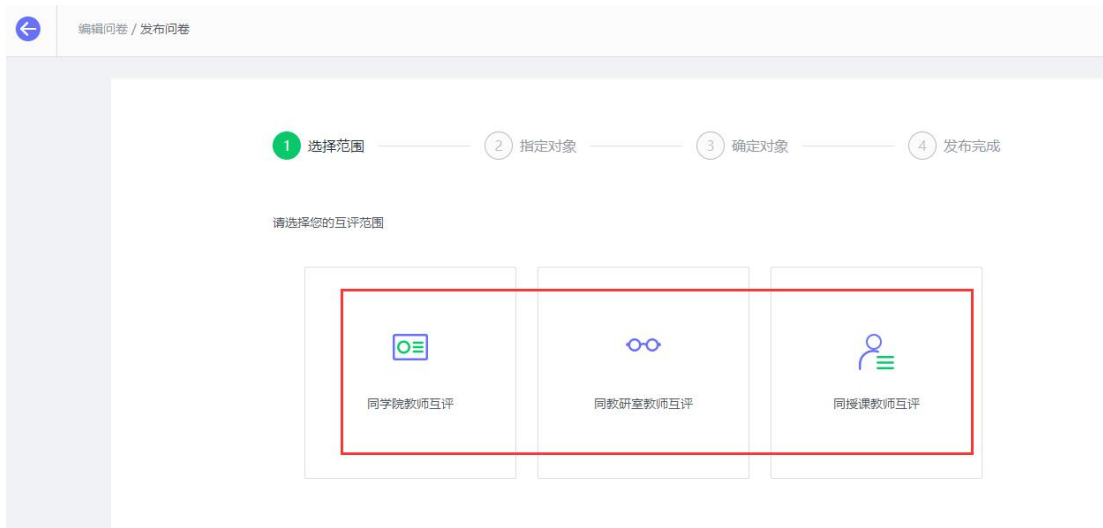 编辑问卷 / 发布问卷
1 选择范围 2 指定对象 3 确定对象 4 发布完成
请选择您的互评范围
同学院教师互评 同教研室教师互评 同授课教师互评